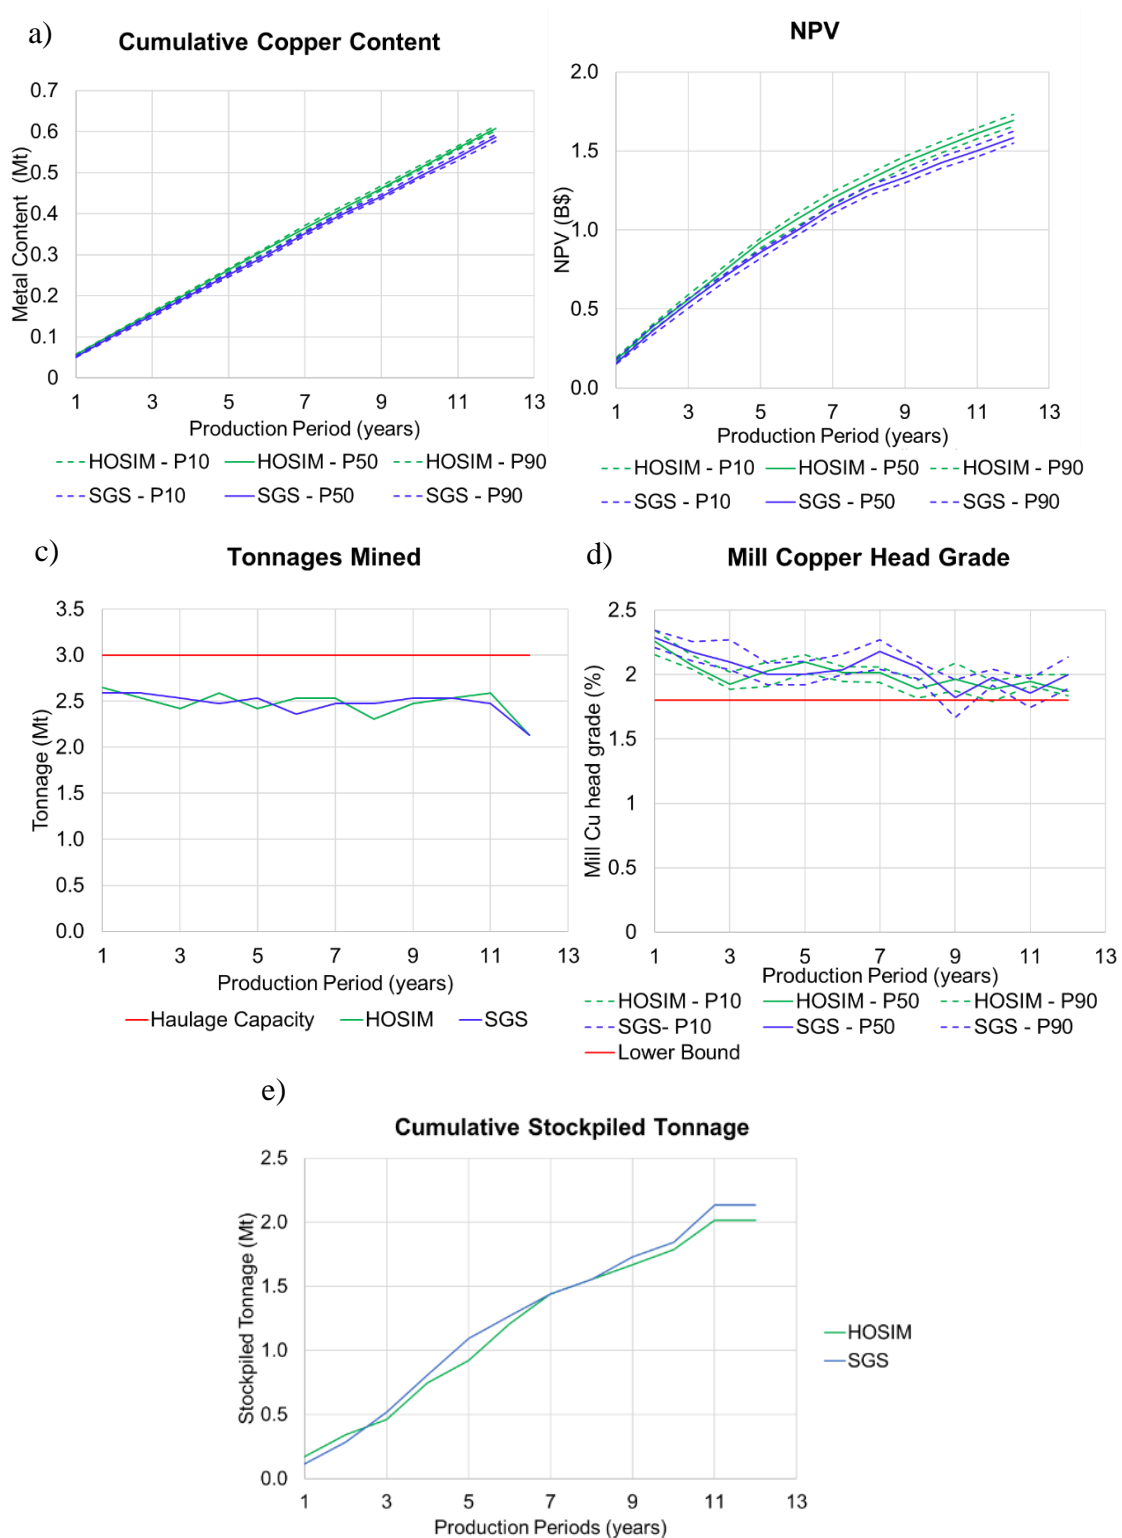 a)
Cumulative Copper Content
0.7
0.6
0.5
0.4
0.3
0.2
0.1
0
Metal Content (Mt)
1 3 5 7 9 11 13
Production Period (years)
HOSIM - P10 HOSIM - P50 HOSIM - P90
SGS - P10 SGS - P50 SGS - P90
NPV
2.0
1.5
1.0
0.5
0.0
NPV (B$)
1 3 5 7 9 11 13
Production Period (years)
HOSIM - P10 HOSIM - P50 HOSIM - P90
SGS - P10 SGS - P50 SGS - P90
c)
Tonnages Mined
3.5
3.0
2.5
2.0
1.5
1.0
0.5
0.0
Tonnage (Mt)
1 3 5 7 9 11 13
Production Period (years)
Haulage Capacity HOSIM SGS
d)
Mill Copper Head Grade
2.5
2
1.5
1
0.5
0
Mill Cu head grade (%)
1 3 5 7 9 11 13
Production Period (years)
HOSIM - P10 HOSIM - P50 HOSIM - P90
SGS- P10 SGS - P50 SGS - P90
Lower Bound
e)
Cumulative Stockpiled Tonnage
2.5
2.0
1.5
1.0
0.5
0.0
Stockpiled Tonnage (Mt)
1 3 5 7 9 11 13
Production Periods (years)
HOSIM
SGS